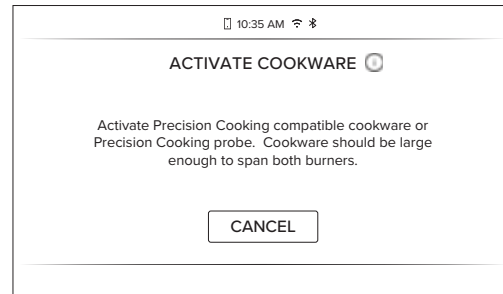 10:35 AM
ACTIVATE COOKWARE
Activate Precision Cooking compatible cookware or
Precision Cooking probe.  Cookware should be large
enough to span both burners.
CANCEL